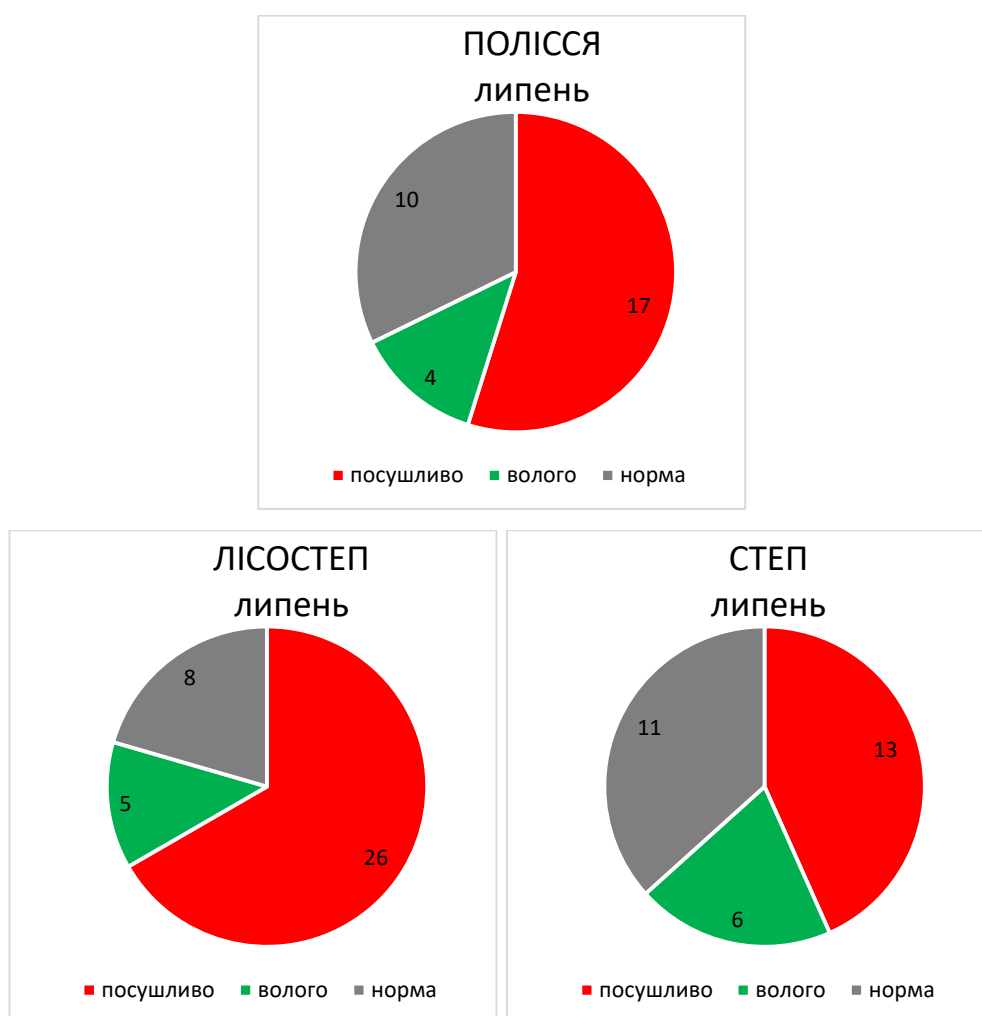 ПОЛІССЯ
липень
10
17
4
посушливо волого норма
ЛІСОСТЕП
липень
8
5
26
посушливо волого норма
СТЕП
липень
11
13
6
посушливо волого норма